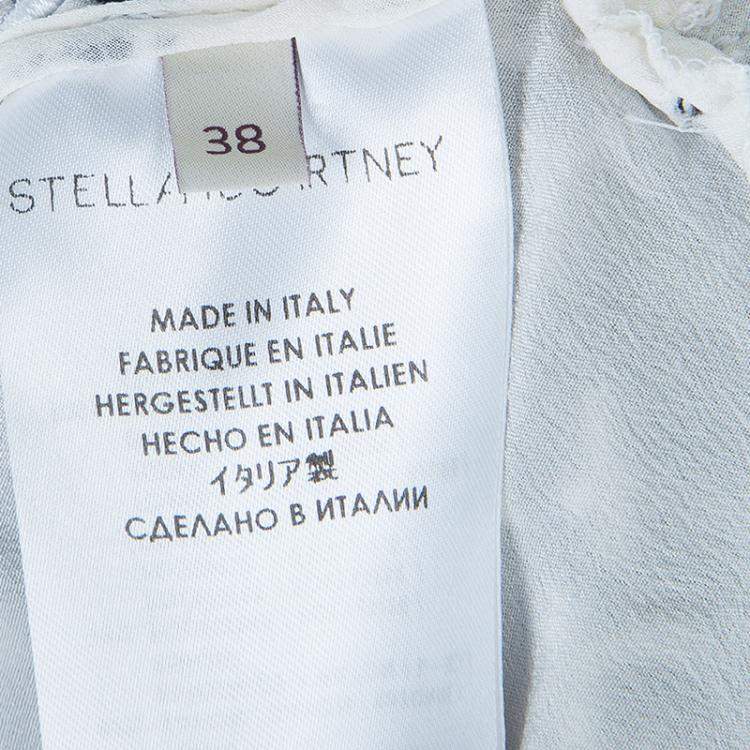 38
STELLA McCARTNEY
MADE IN ITALY
FABRIQUE EN ITALIE
HERGESTELLT IN ITALIEN
HECHO EN ITALIA
イタリア製
СДЕЛАНО В ИТАЛИИ